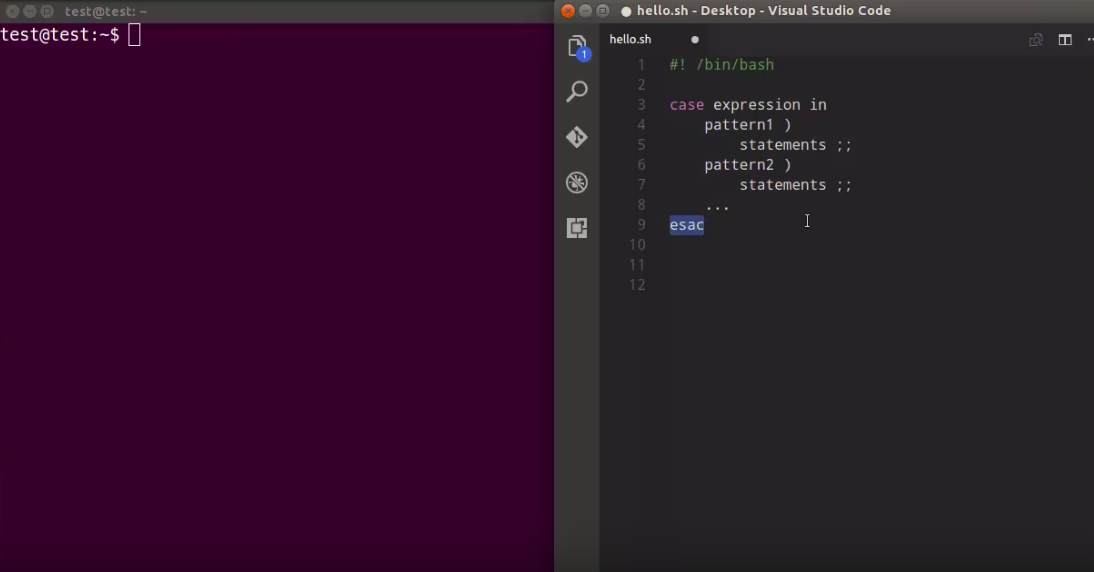 test@test: ~
test@test:~$
hello.sh - Desktop - Visual Studio Code
hello.sh
1
1 #! /bin/bash
2
3 case expression in
4 pattern1 )
5 statements ;;
6 pattern2 )
7 statements ;;
8 ...
9 esac
10
11
12